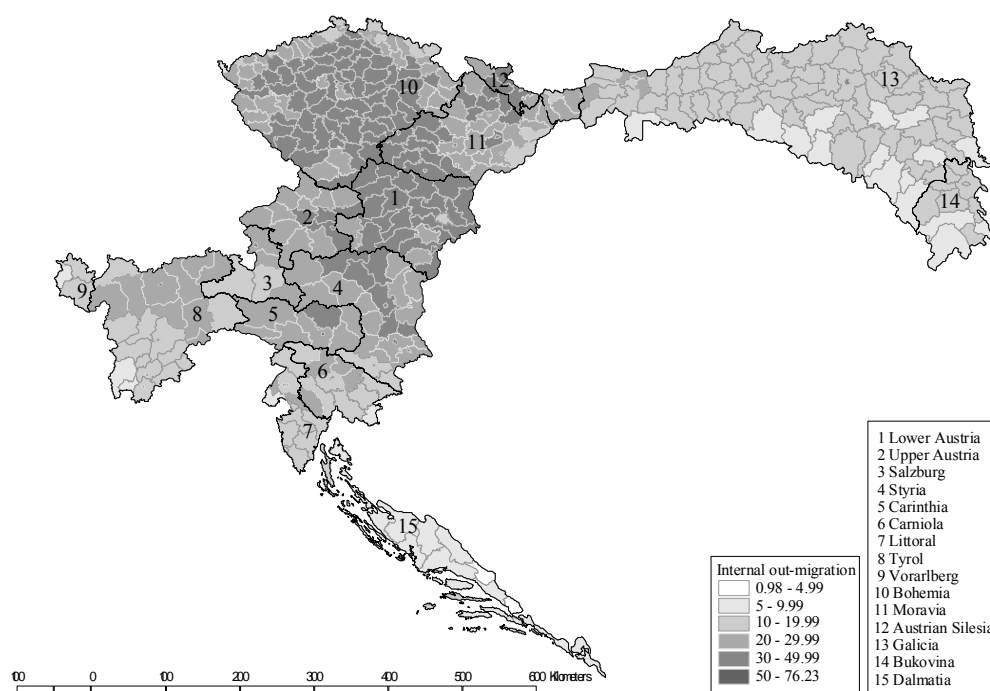 10
12
13
11
1
14
2
3
4
9
8
5
6
7
15
1 Lower Austria
2 Upper Austria
3 Salzburg
4 Styria
5 Carinthia
6 Carniola
7 Littoral
8 Tyrol
9 Vorarlberg
10 Bohemia
11 Moravia
12 Austrian Silesia
13 Galicia
14 Bukovina
15 Dalmatia
Internal out-migration
0.98 - 4.99
5 - 9.99
10 - 19.99
20 - 29.99
30 - 49.99
50 - 76.23
100 0 100 200 300 400 500 600 Kilometers